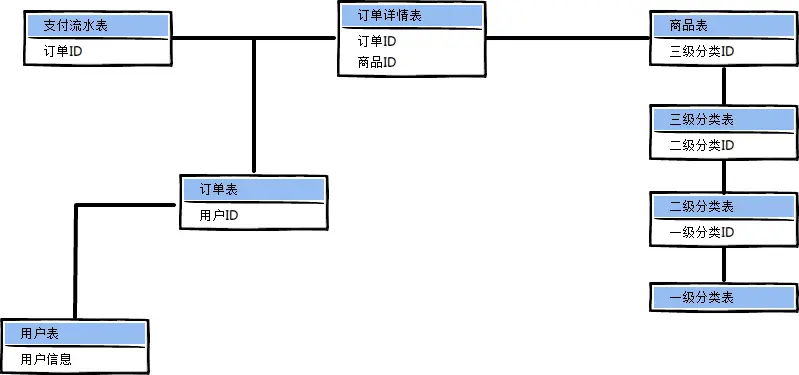 支付流水表
订单ID
订单详情表
订单ID
商品ID
商品表
三级分类ID
三级分类表
二级分类ID
订单表
用户ID
二级分类表
一级分类ID
一级分类表
用户表
用户信息